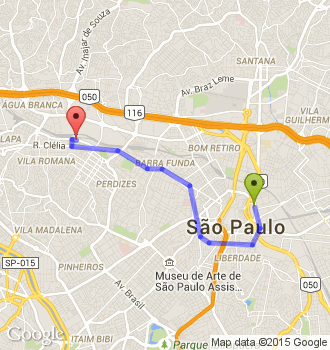 Av. Inajar de Souza
SANTANA
Av. Braz Leme
050
ÁGUA BRANCA
116
VILA
GUILHERM
LAPA
R. Clélia
BOM RETIRO
VILA ROMANA
BARRA FUNDA
PERDIZES
VILA MADALENA
São Paulo
LIBERDADE
SP-015
PINHEIROS
Museu de Arte de
São Paulo Assis...
050
Av Brasil
ITAIM BIBI
Parque
Google
Map data ©2015 Google